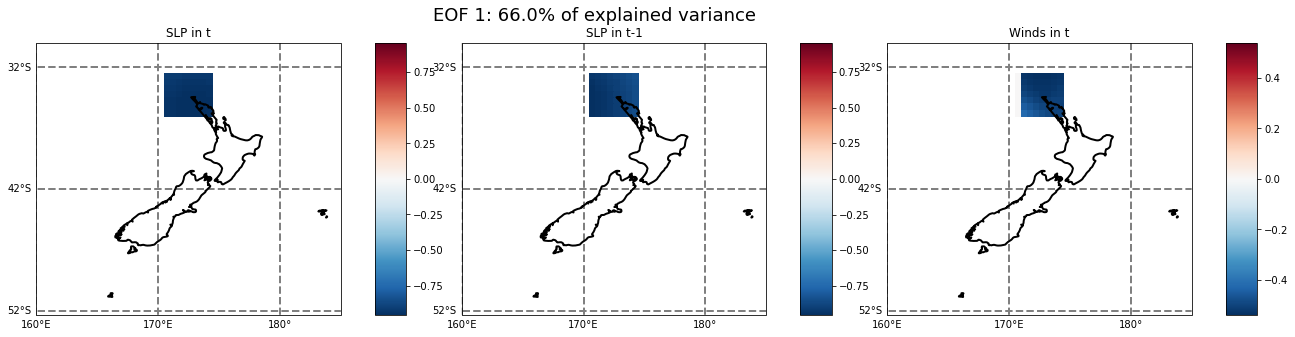 EOF 1: 66.0% of explained variance
SLP in t
32°S
42°S
52°S
160°E
170°E
180°
0.75
0.50
0.25
0.00
−0.25
−0.50
−0.75
SLP in t-1
32°S
42°S
52°S
160°E
170°E
180°
0.75
0.50
0.25
0.00
−0.25
−0.50
−0.75
Winds in t
32°S
42°S
52°S
160°E
170°E
180°
0.4
0.2
0.0
−0.2
−0.4